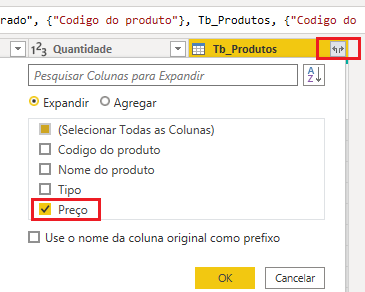 rado", {"Codigo do produto"}, Tb_Produtos, {"Codigo do
1²3 Quantidade Tb_Produtos
Pesquisar Colunas para Expandir
A
Z
Expandir Agregar
(Selecionar Todas as Colunas)
Codigo do produto
Nome do produto
Tipo
Preço
Use o nome da coluna original como prefixo
OK Cancelar